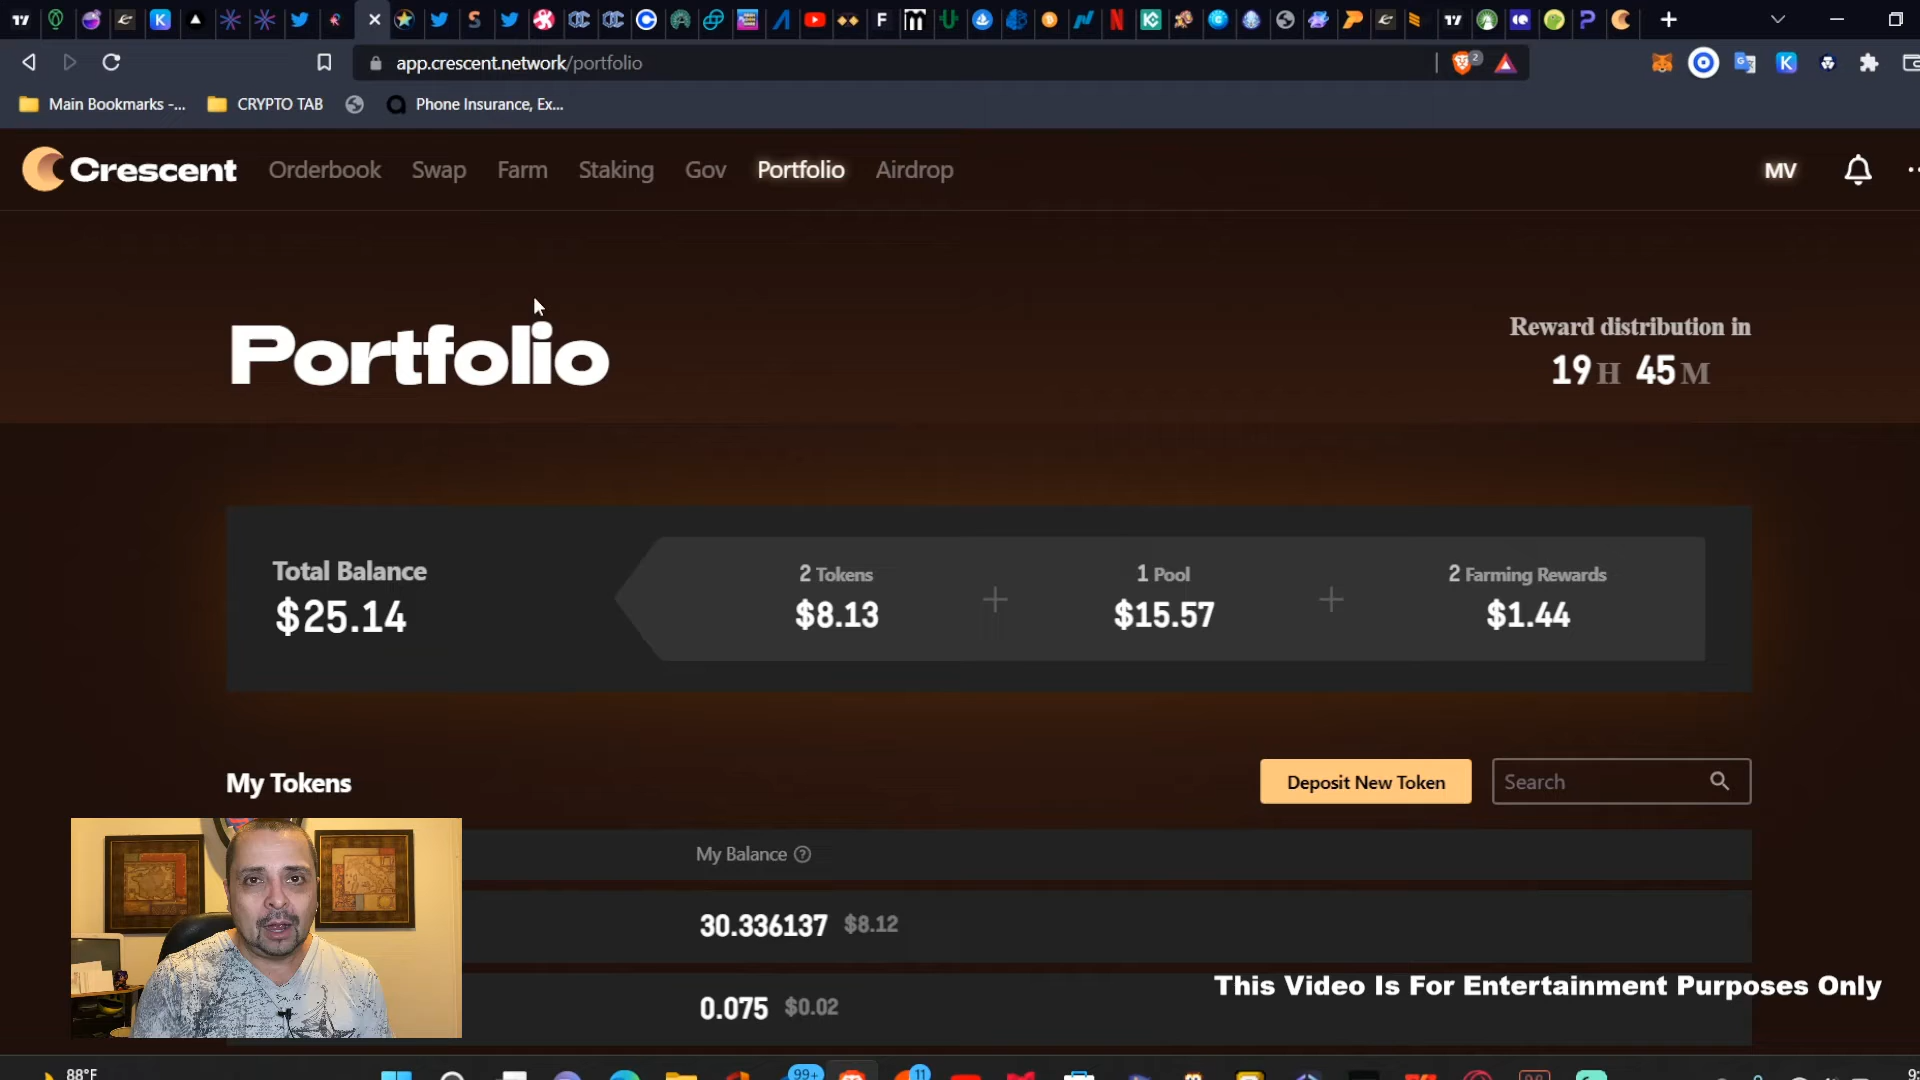 app.crescent.network/portfolio
2
Main Bookmarks -...
CRYPTO TAB
Phone Insurance, Ex...
Crescent
Orderbook
Swap
Farm
Staking
Gov
Portfolio
Airdrop
MV
Portfolio
Reward distribution in
19 H 45 M
Total Balance
$25.14
2 Tokens
$8.13
+
1 Pool
$15.57
+
2 Farming Rewards
$1.44
My Tokens
Deposit New Token
Search
My Balance ?
30.336137 $8.12
0.075 $0.02
This Video Is For Entertainment Purposes Only
88°F
99+
11